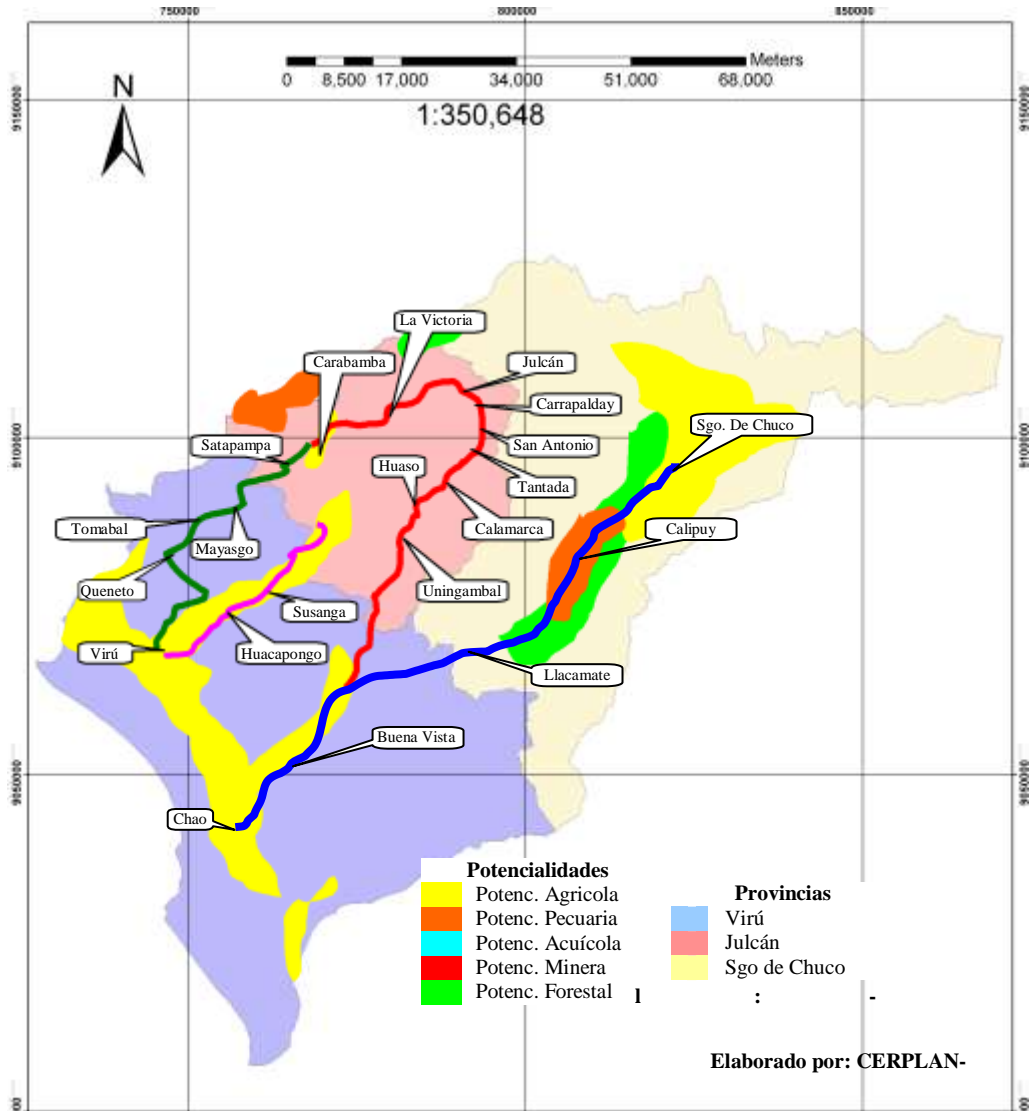 750000 800000 850000
Meters
0 8,500 17,000 34,000 51,000 68,000
1:350,648
N
9150000 9150000
La Victoria
Carabamba
Julcán
Carrapalday
Satapampa
San Antonio
Sgo. De Chuco
9100000 9100000
Huaso
Tantada
Tomabal
Mayasgo
Calamarca
Calipuy
Queneto
Susanga
Uningambal
Virú
Huacapongo
Llacamate
Buena Vista
9050000 9050000
Chao
Potencialidades
Potenc. Agricola
Potenc. Pecuaria
Potenc. Acuícola
Potenc. Minera
Potenc. Forestal
Provincias
Virú
Julcán
Sgo de Chuco
l : -
Elaborado por: CERPLAN-